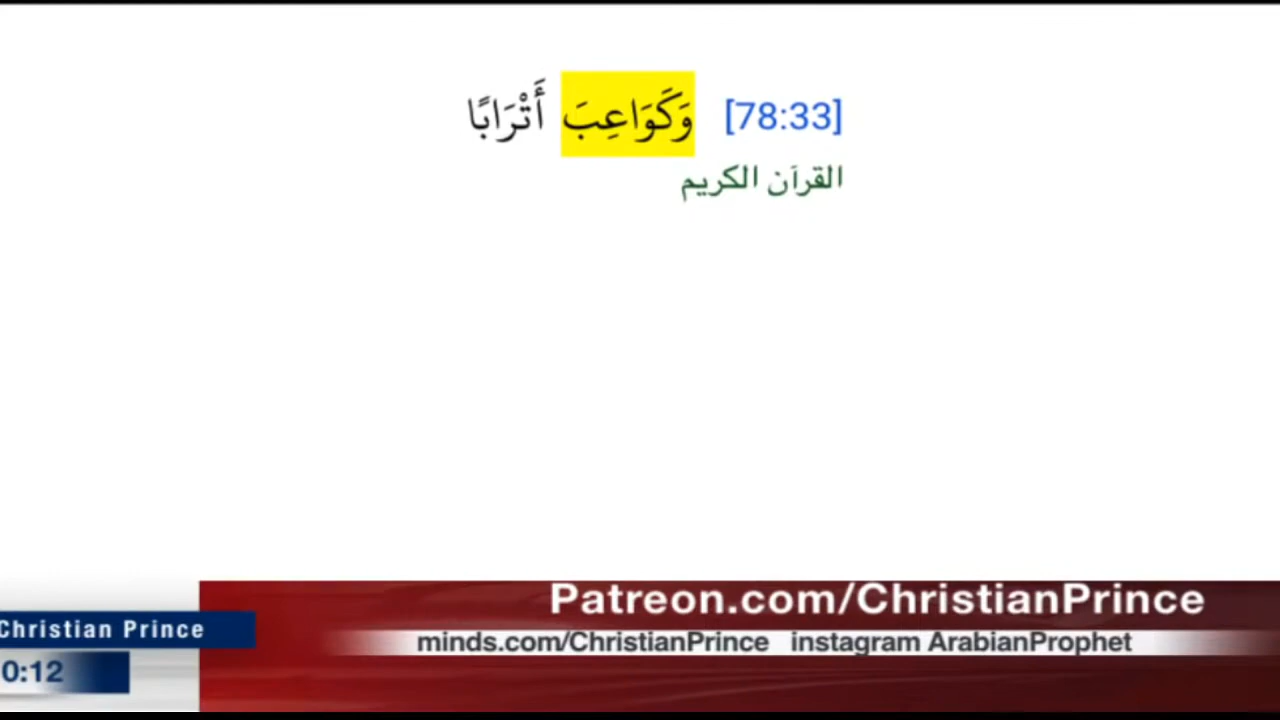 [78:33] وَكَوَاعِبَ أَتْرَابًا
القرآن الكريم
Patreon.com/ChristianPrince
Christian Prince
minds.com/ChristianPrince instagram ArabianProphet
0:12